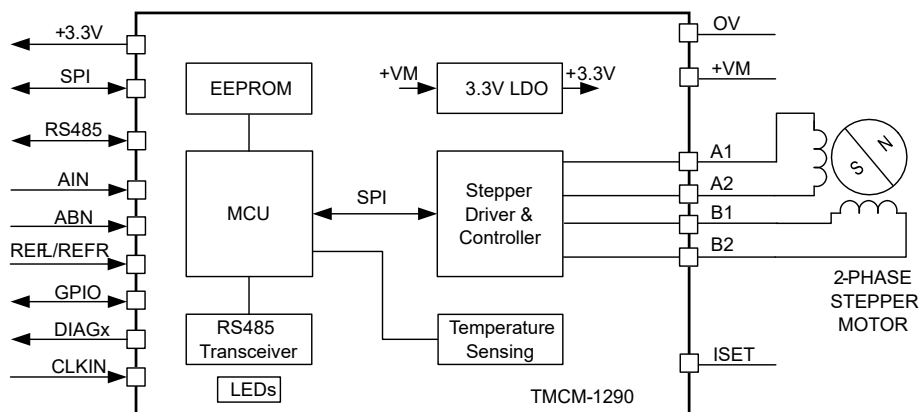 +3.3V
SPI
RS485
AIN
ABN
REFL/REFR
GPIO
DIAGx
CLKIN
EEPROM
MCU
RS485
Transceiver
LEDs
+VM
3.3V LDO
+3.3V
SPI
Stepper
Driver &
Controller
Temperature
Sensing
TMCM-1290
OV
+VM
A1
A2
B1
B2
ISET
S N
2-PHASE
STEPPER
MOTOR